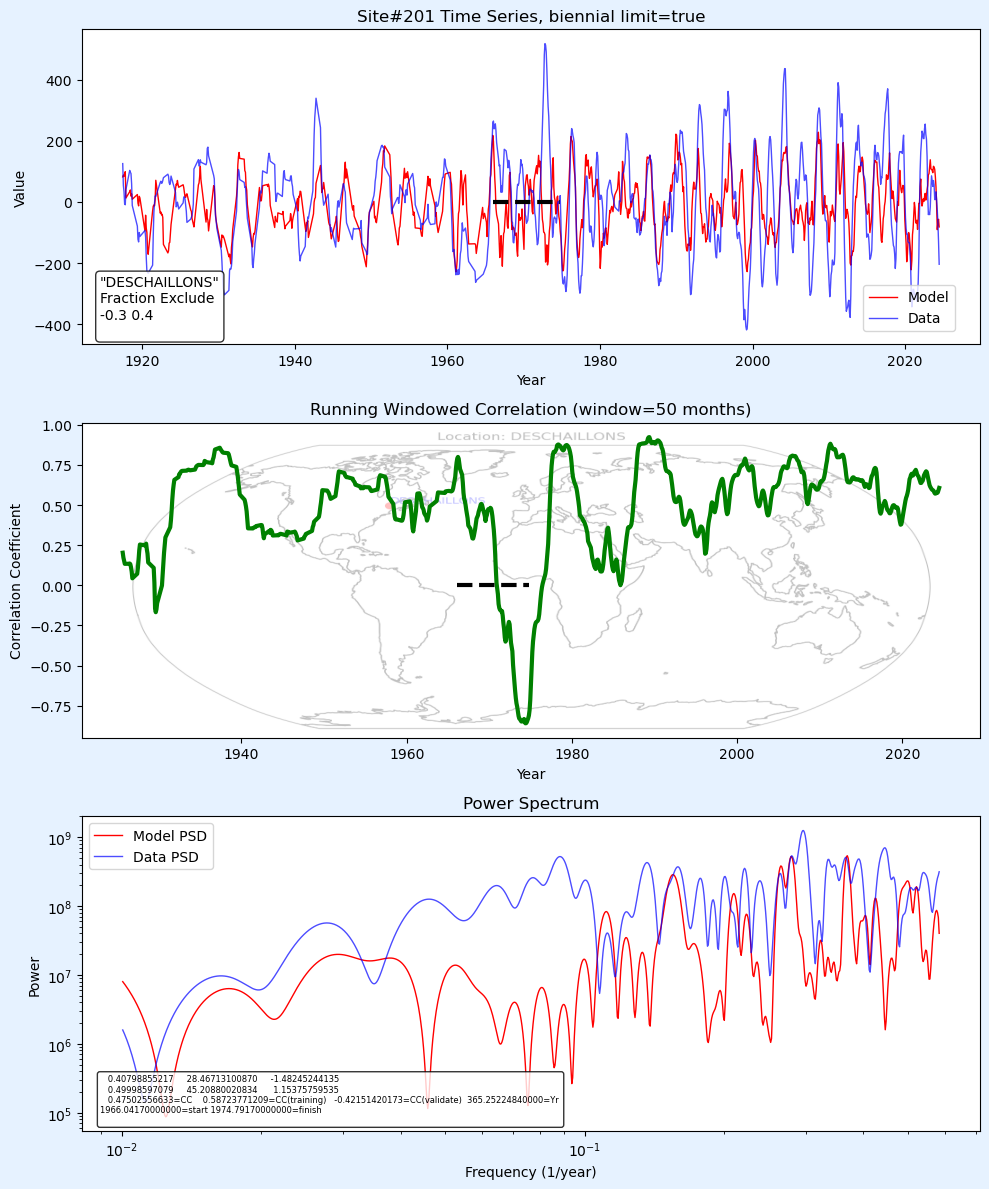 Site#201 Time Series, biennial limit=true
Value
400
200
0
−200
−400
"DESCHAILLONS"
Fraction Exclude
-0.3 0.4
Model
Data
1920
1940
1960
1980
2000
2020
Year
Running Windowed Correlation (window=50 months)
Location: DESCHAILLONS
Correlation Coefficient
1.00
0.75
0.50
0.25
0.00
−0.25
−0.50
−0.75
1940
1960
1980
2000
2020
Year
Power Spectrum
Model PSD
Data PSD
Power
10⁹
10⁸
10⁷
10⁶
10⁵
0.40798855217 28.46713100870 -1.48245244135
0.49998597079 45.20880020834 1.15375759535
0.47502556633=CC 0.58723771209=CC(training) -0.42151420173=CC(validate) 365.25224840000=Yr
1966.04170000000=start 1974.79170000000=finish
10⁻²
10⁻¹
Frequency (1/year)